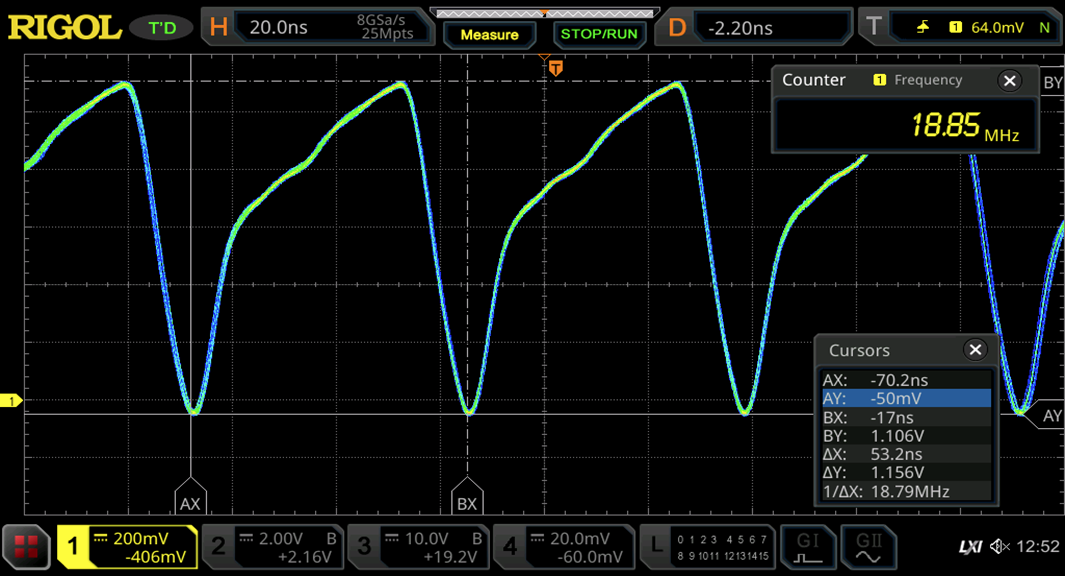 RIGOL T'D H 20.0ns 8GSa/s 25Mpts Measure STOP/RUN D -2.20ns T 1 64.0mV N
T
Counter 1 Frequency
BY
18.85 MHz
Cursors
AX: -70.2ns
AY: -50mV
BX: -17ns
BY: 1.106V
ΔX: 53.2ns
ΔY: 1.156V
1/ΔX: 18.79MHz
1
AY
AX BX
1 200mV -406mV
2 2.00V B +2.16V
3 10.0V B +19.2V
4 20.0mV B -60.0mV
L 0 1 2 3 4 5 6 7
8 9 10 11 12 13 14 15
GI GII
LXI 12:52